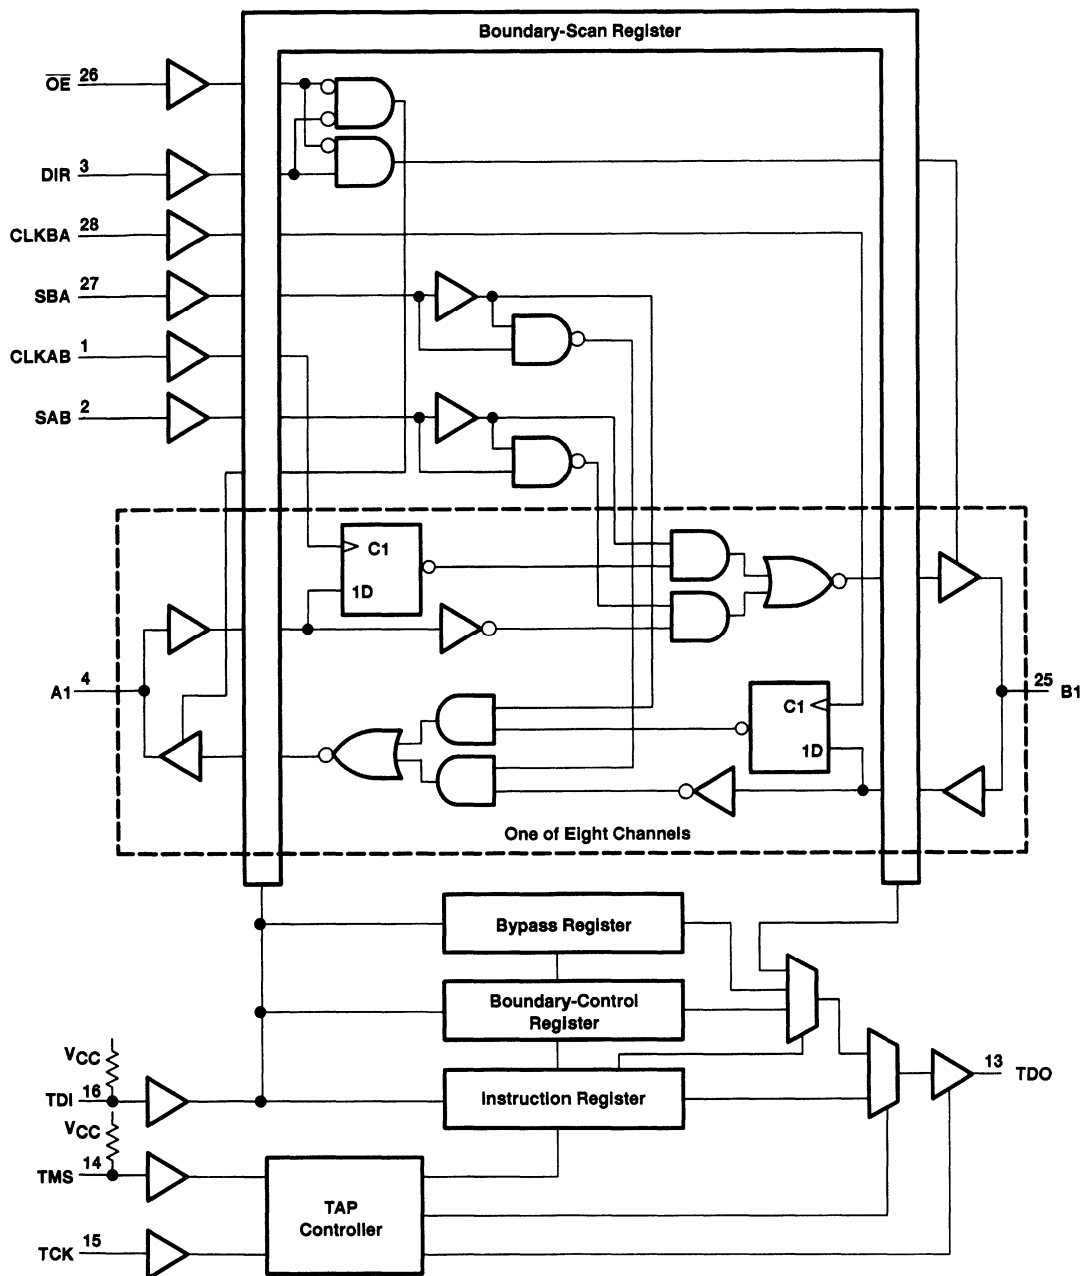 Boundary-Scan Register
OE 26
DIR 3
CLKBA 28
SBA 27
CLKAB 1
SAB 2
C1
1D
A1 4
25 B1
C1
1D
One of Eight Channels
Bypass Register
Boundary-Control
Register
VCC
TDI 16
Instruction Register
13 TDO
VCC
TMS 14
TAP
Controller
TCK 15